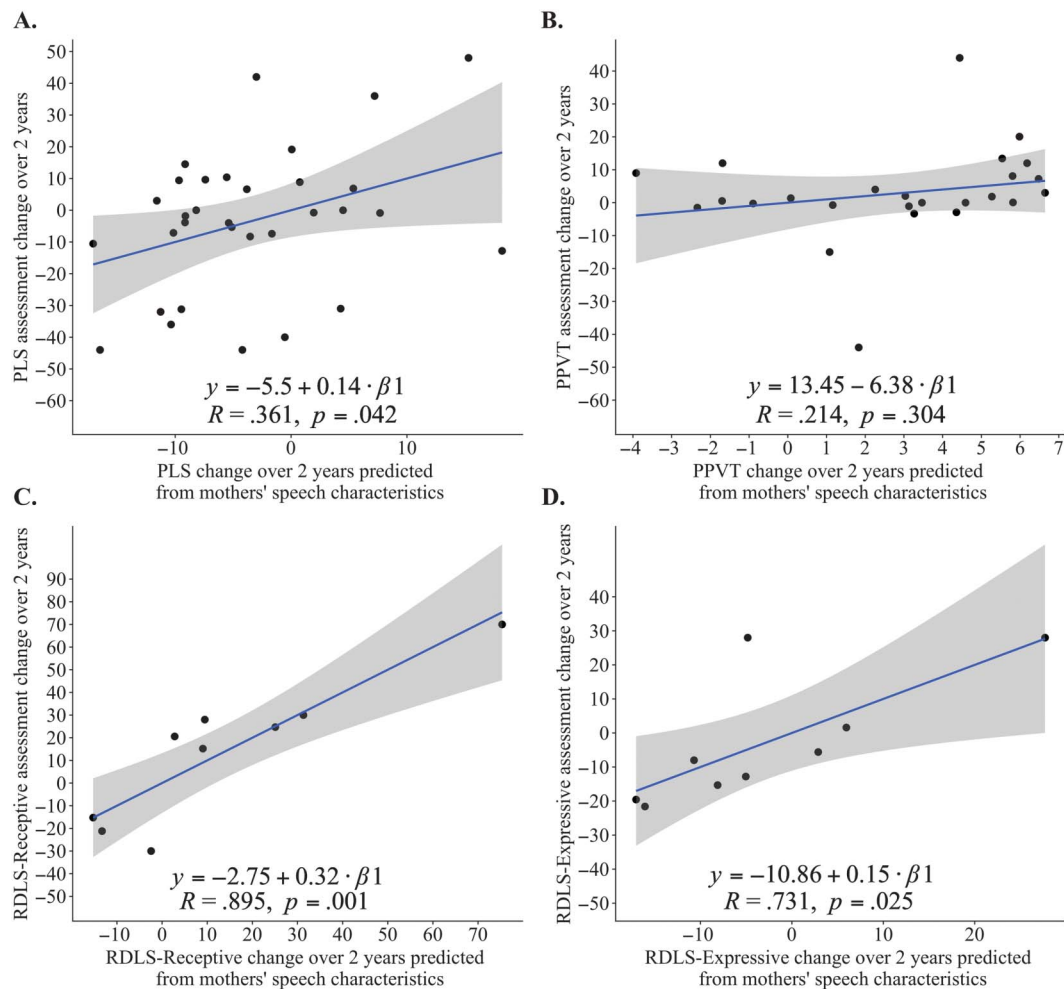 A.
50
40
30
20
10
0
−10
−20
−30
−40
−50
−60
PLS assessment change over 2 years
y = −5.5 + 0.14 · β1
R = .361, p = .042
−10 0 10
PLS change over 2 years predicted
from mothers' speech characteristics
B.
50
40
30
20
10
0
−10
−20
−30
−40
−50
−60
PPVT assessment change over 2 years
y = 13.45 − 6.38 · β1
R = .214, p = .304
−4 −3 −2 −1 0 1 2 3 4 5 6 7
PPVT change over 2 years predicted
from mothers' speech characteristics
C.
90
80
70
60
50
40
30
20
10
0
−10
−20
−30
−40
−50
RDLS-Receptive assessment change over 2 years
y = −2.75 + 0.32 · β1
R = .895, p = .001
−10 0 10 20 30 40 50 60 70
RDLS-Receptive change over 2 years predicted
from mothers' speech characteristics
D.
40
30
20
10
0
−10
−20
−30
−40
−50
RDLS-Expressive assessment change over 2 years
y = −10.86 + 0.15 · β1
R = .731, p = .025
−10 0 10 20
RDLS-Expressive change over 2 years predicted
from mothers' speech characteristics